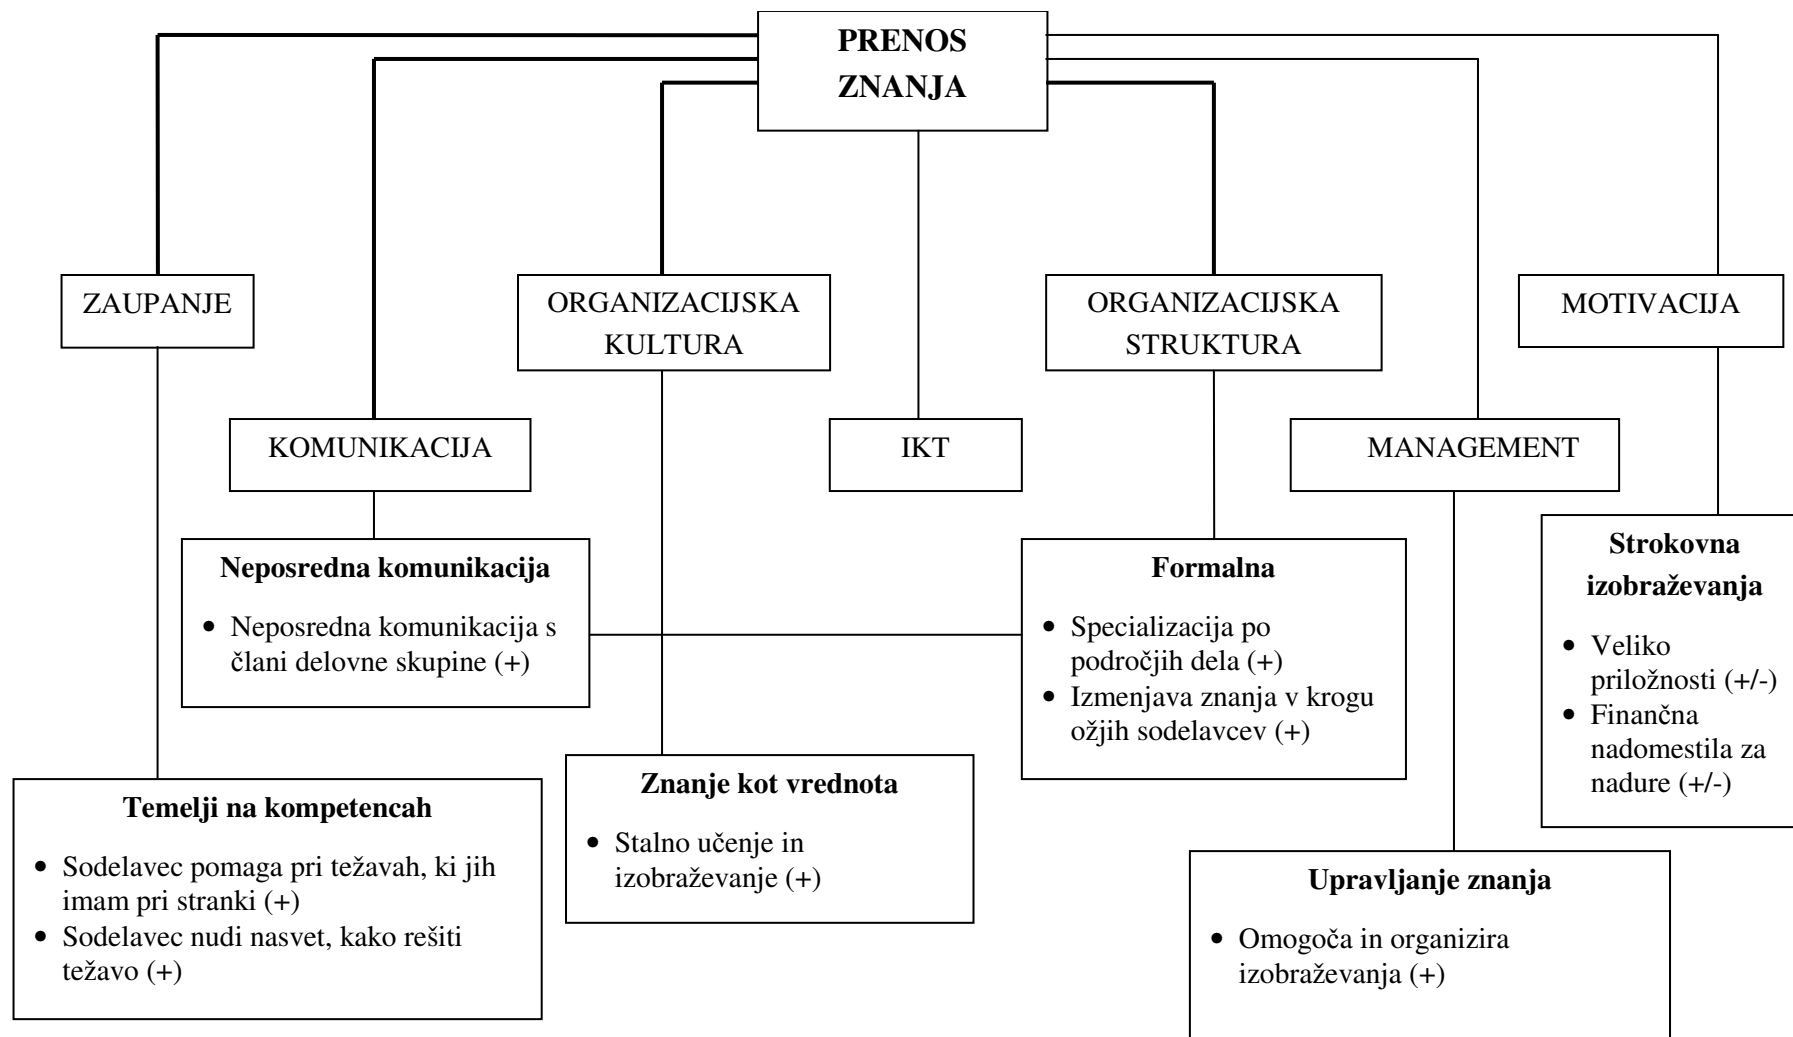 PRENOS
ZNANJA
ZAUPANJE
ORGANIZACIJSKA
KULTURA
ORGANIZACIJSKA
STRUKTURA
MOTIVACIJA
KOMUNIKACIJA
IKT
MANAGEMENT
Neposredna komunikacija
• Neposredna komunikacija s
člani delovne skupine (+)
Formalna
• Specializacija po
področjih dela (+)
• Izmenjava znanja v krogu
ožjih sodelavcev (+)
Strokovna
izobraževanja
• Veliko
priložnosti (+/-)
• Finančna
nadomestila za
nadure (+/-)
Temelji na kompetencah
• Sodelavec pomaga pri težavah, ki jih
imam pri stranki (+)
• Sodelavec nudi nasvet, kako rešiti
težavo (+)
Znanje kot vrednota
• Stalno učenje in
izobraževanje (+)
Upravljanje znanja
• Omogoča in organizira
izobraževanja (+)